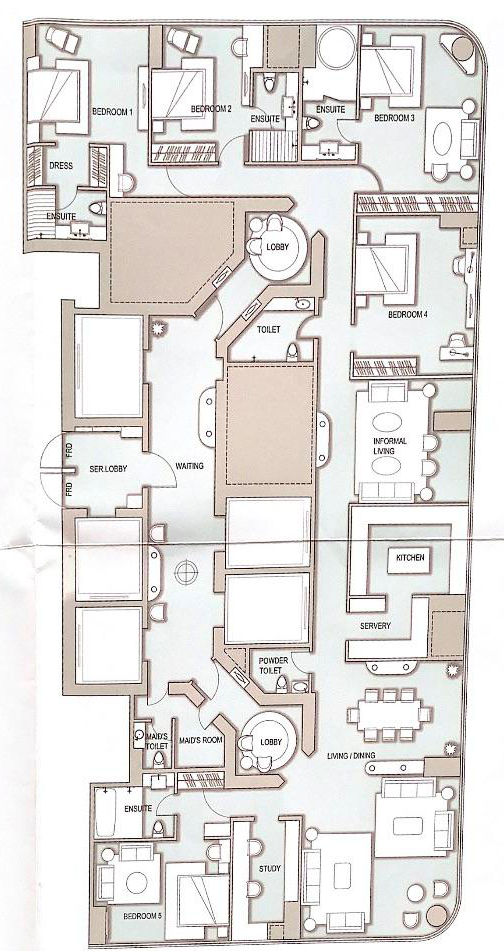 BEDROOM 1
BEDROOM 2
ENSUITE
ENSUITE
BEDROOM 3
DRESS
ENSUITE
LOBBY
TOILET
BEDROOM 4
INFORMAL
LIVING
FRD
FRD
SER.LOBBY
WAITING
KITCHEN
SERVERY
POWDER
TOILET
MAID'S
TOILET
MAID'S ROOM
LOBBY
LIVING / DINING
ENSUITE
STUDY
BEDROOM 5